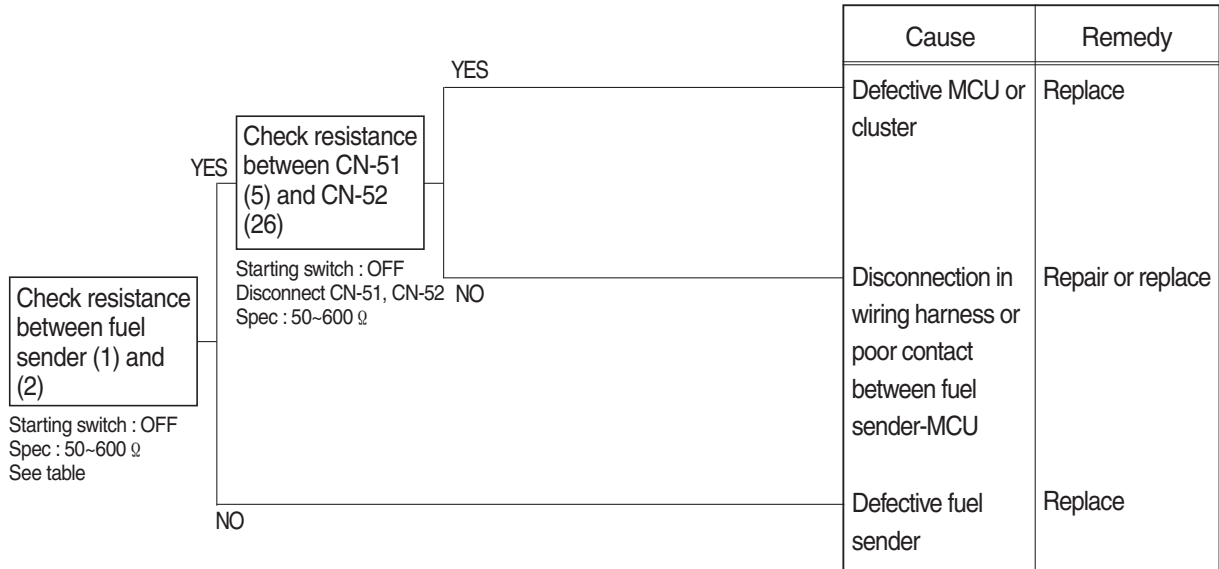 Cause
Remedy
YES
Defective MCU or
cluster
Replace
YES
Check resistance
between CN-51
(5) and CN-52
(26)
Starting switch : OFF
Disconnect CN-51, CN-52
Spec : 50~600 Ω
NO
Disconnection in
wiring harness or
poor contact
between fuel
sender-MCU
Repair or replace
Check resistance
between fuel
sender (1) and
(2)
Starting switch : OFF
Spec : 50~600 Ω
See table
NO
Defective fuel
sender
Replace